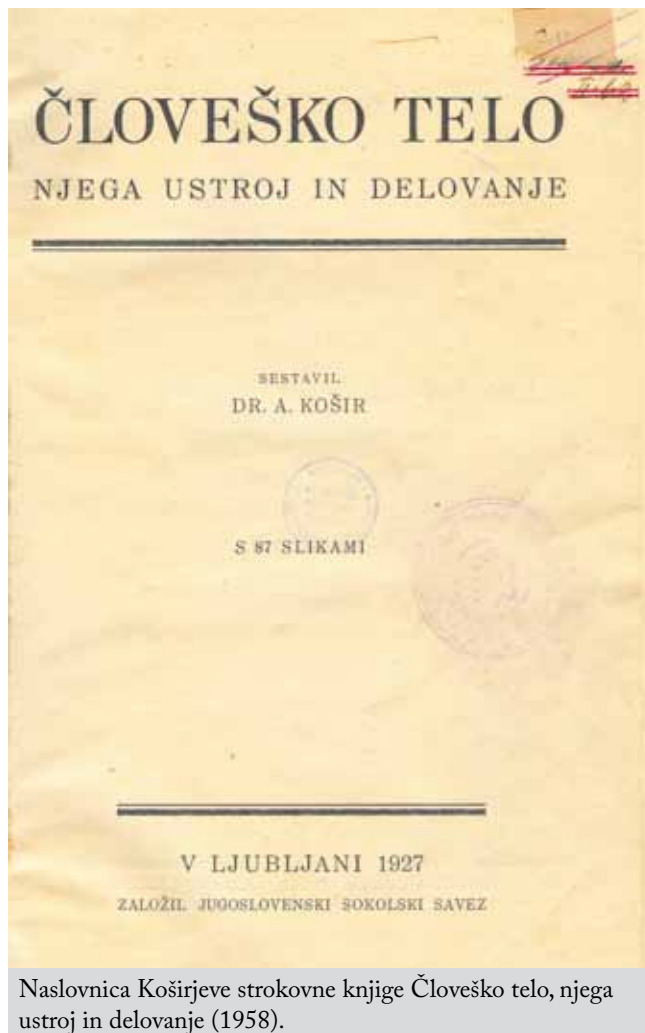 ČLOVEŠKO TELO
NJEGA USTROJ IN DELOVANJE
SESTAVIL
DR. A. KOŠIR
S 87 SLIKAMI
V LJUBLJANI 1927
ZALOŽIL JUGOSLOVENSKI SOKOLSKI SAVEZ
Naslovnica Koširjeve strokovne knjige Človeško telo, njega
ustroj in delovanje (1958).